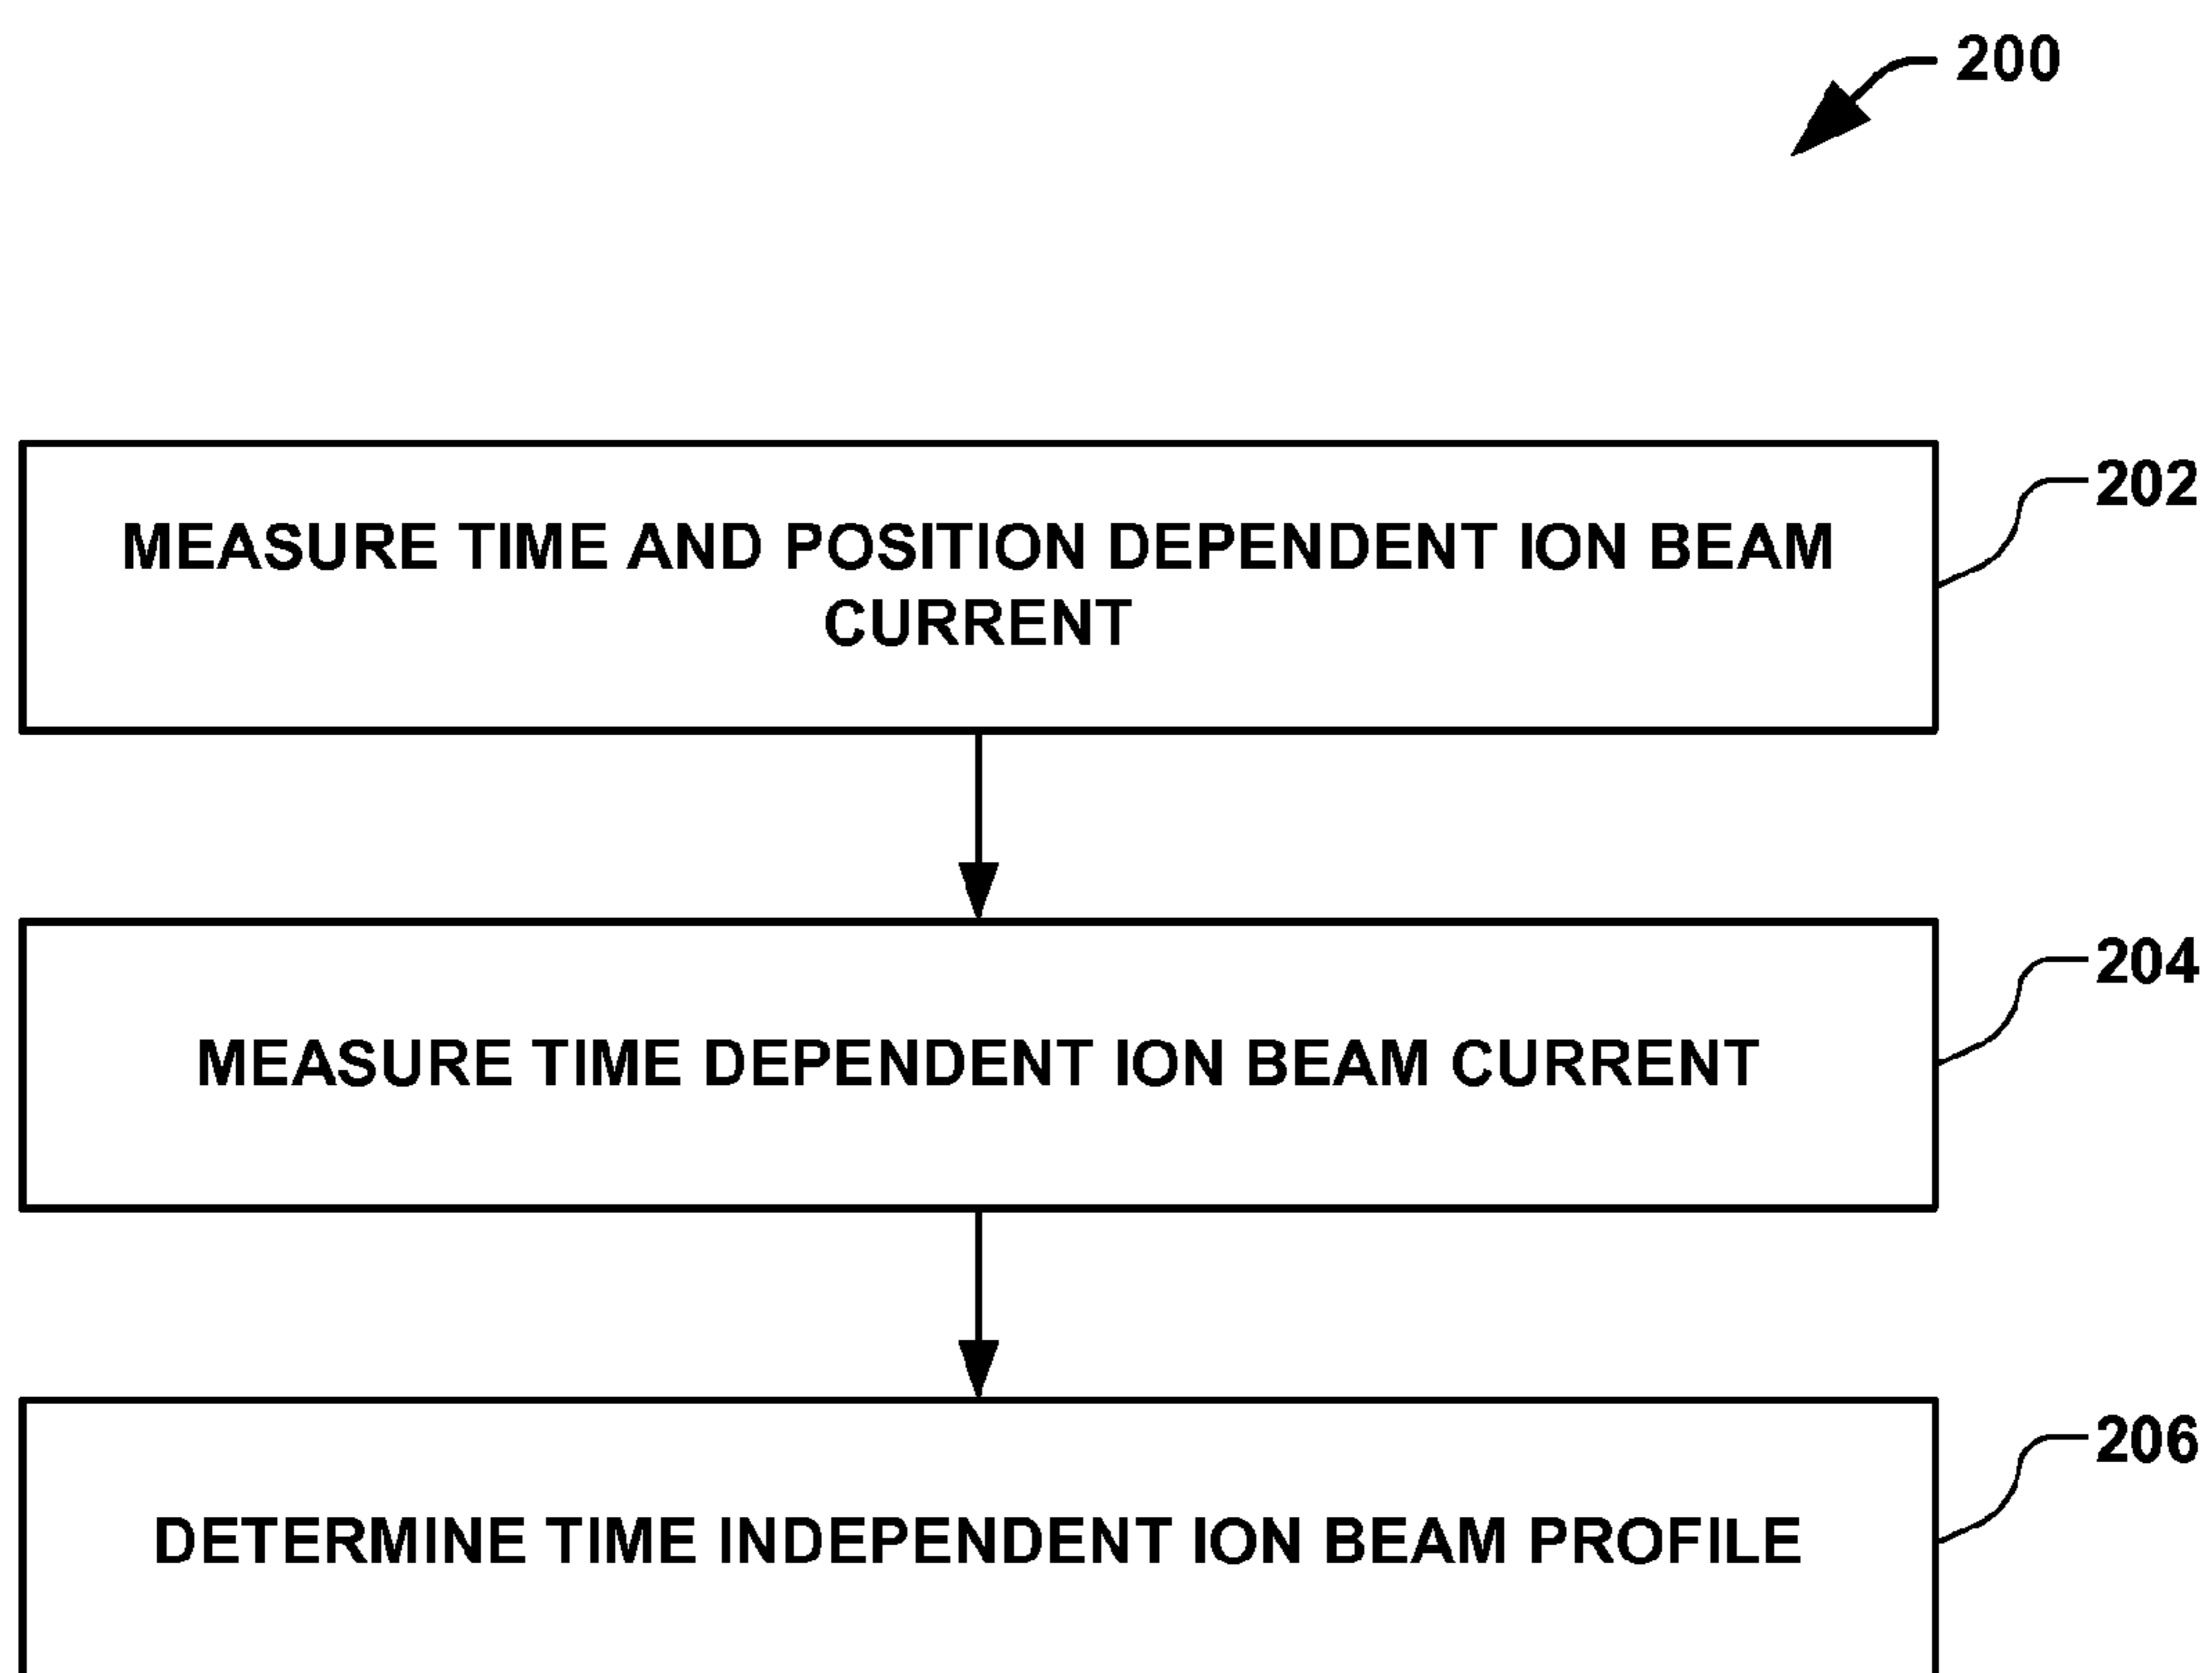 200
202
MEASURE TIME AND POSITION DEPENDENT ION BEAM
CURRENT
204
MEASURE TIME DEPENDENT ION BEAM CURRENT
206
DETERMINE TIME INDEPENDENT ION BEAM PROFILE